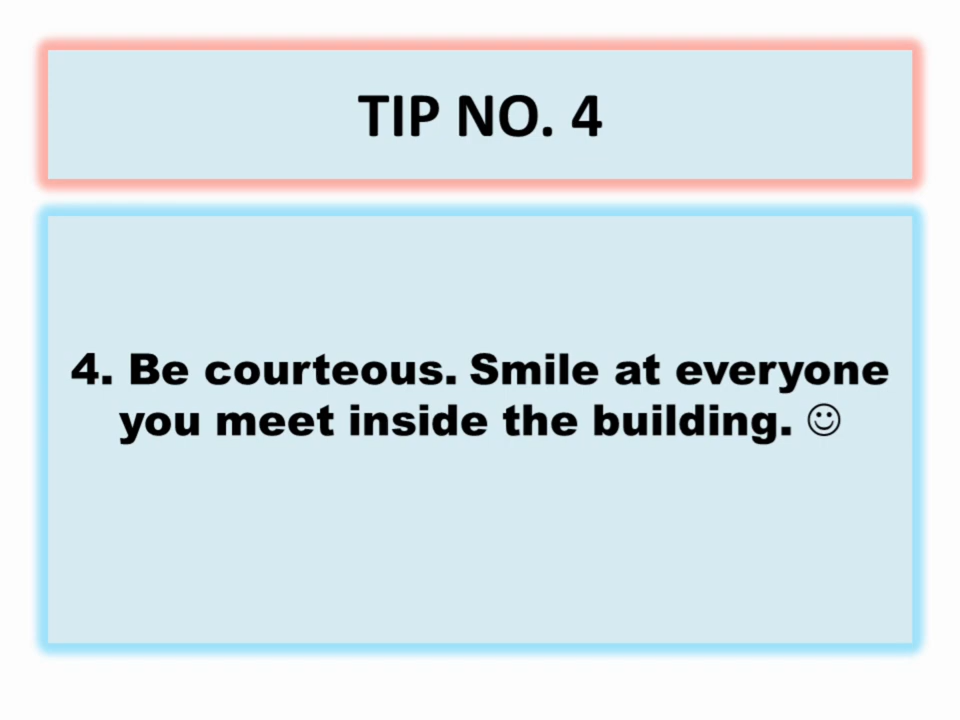 TIP NO. 4
4. Be courteous. Smile at everyone
you meet inside the building. ☺